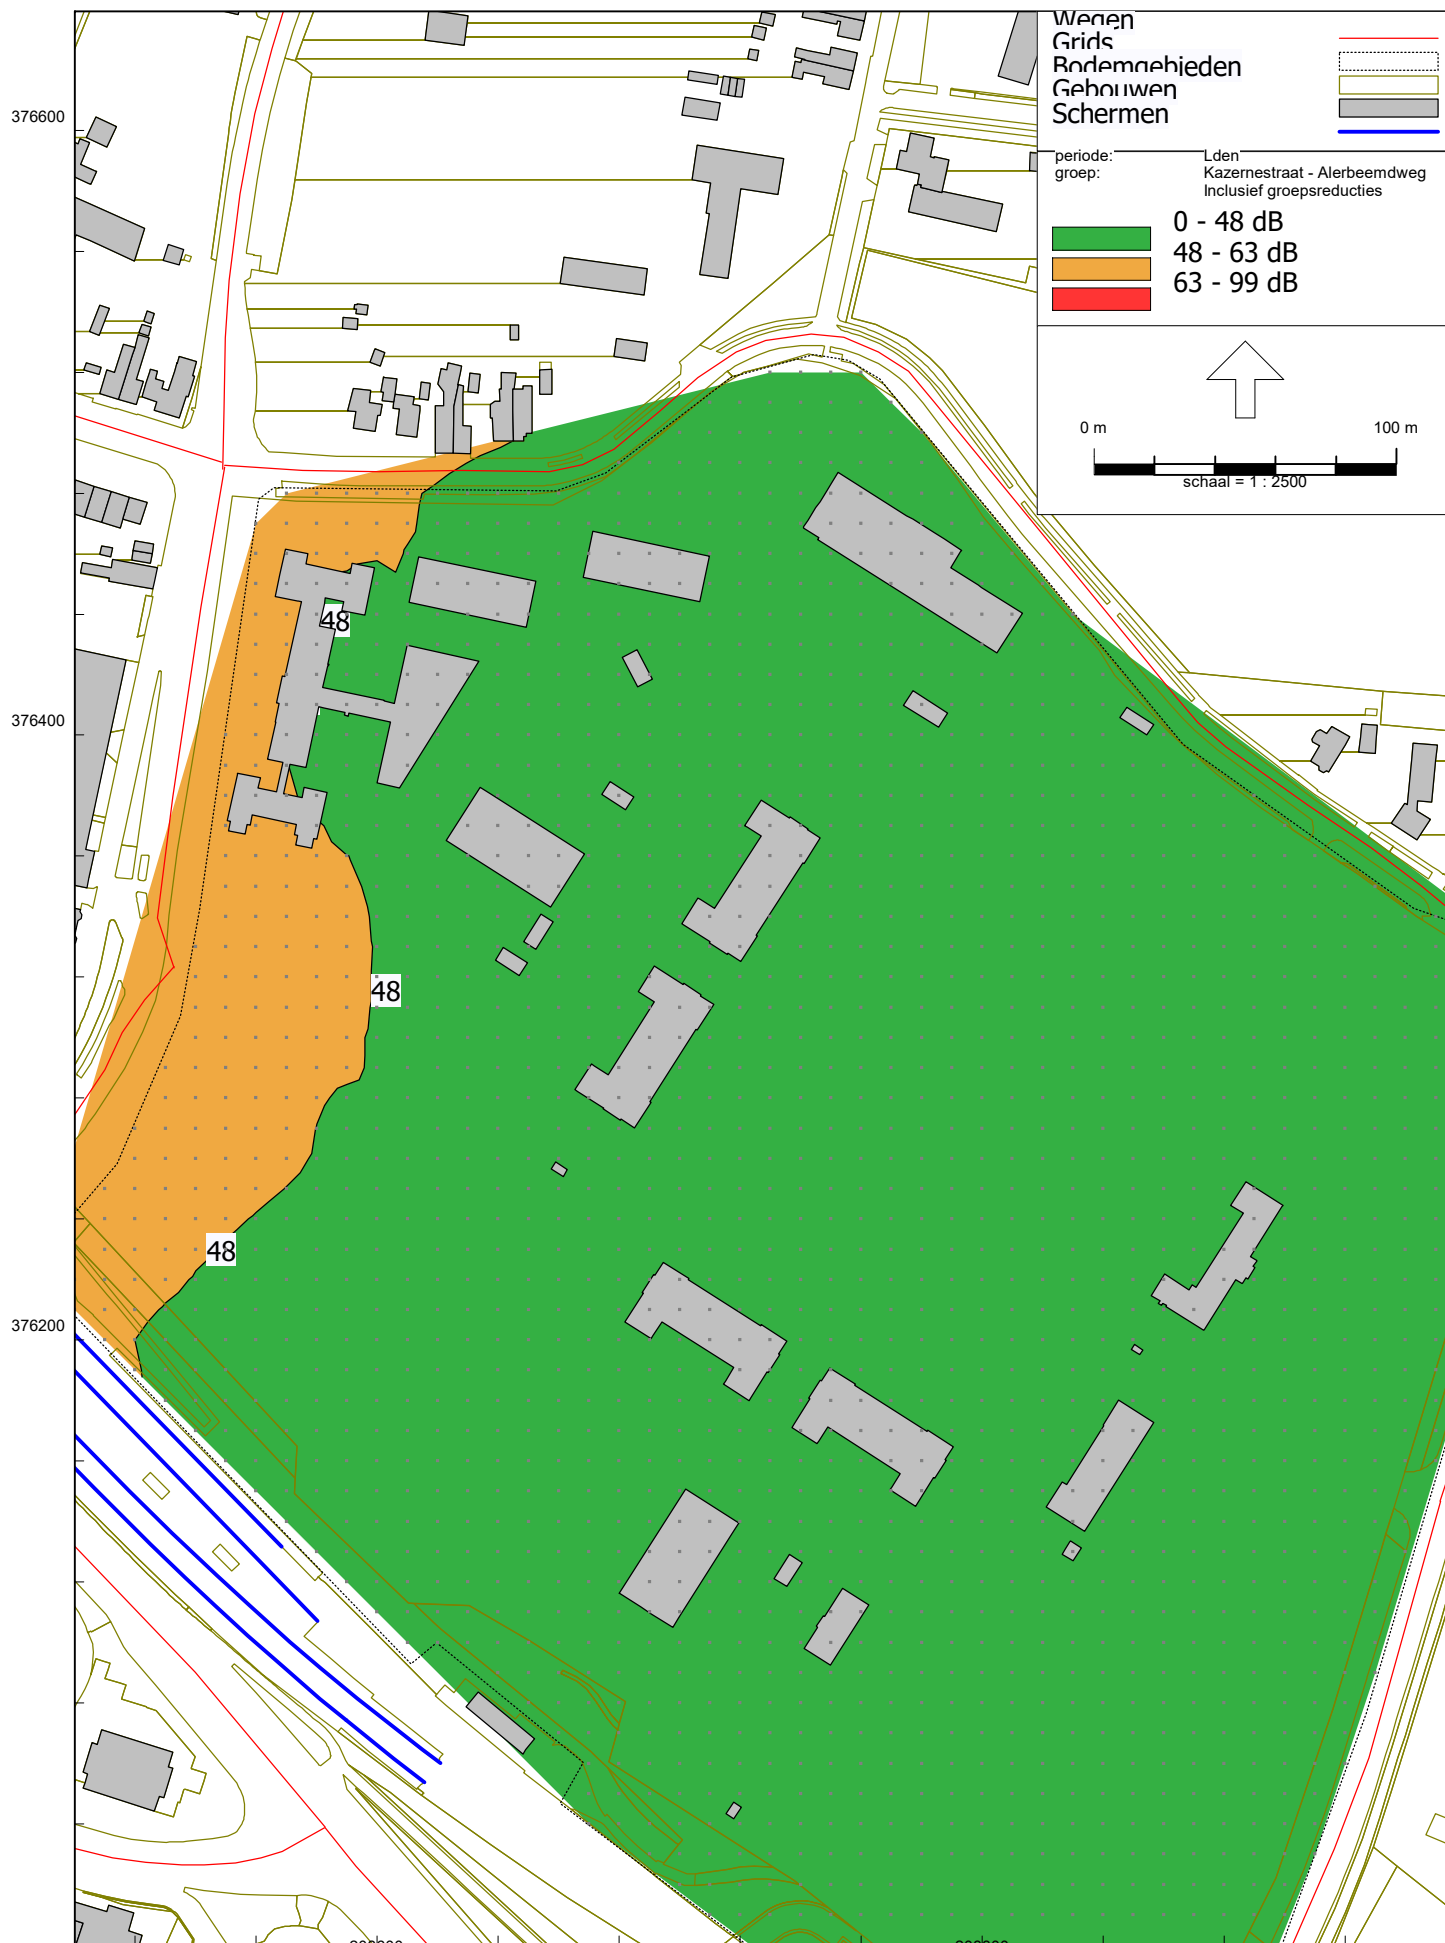 Wegen
Grids
Bodemgebieden
Gebouwen
Schermen
periode: Lden
groep: Kazernestraat - Alerbeemdweg
Inclusief groepsreducties
0 - 48 dB
48 - 63 dB
63 - 99 dB
0 m 100 m
schaal = 1 : 2500
376600
48
376400
48
48
376200